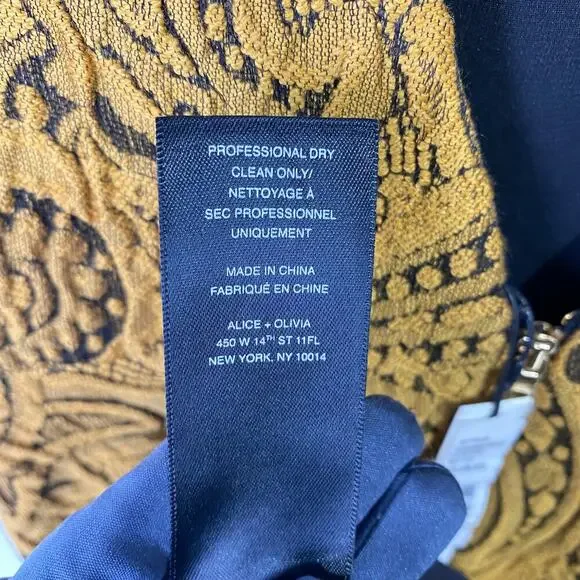 PROFESSIONAL DRY
CLEAN ONLY/
NETTOYAGE À
SEC PROFESSIONNEL
UNIQUEMENT
MADE IN CHINA
FABRIQUÉ EN CHINE
ALICE + OLIVIA
450 W 14TH ST 11FL
NEW YORK, NY 10014